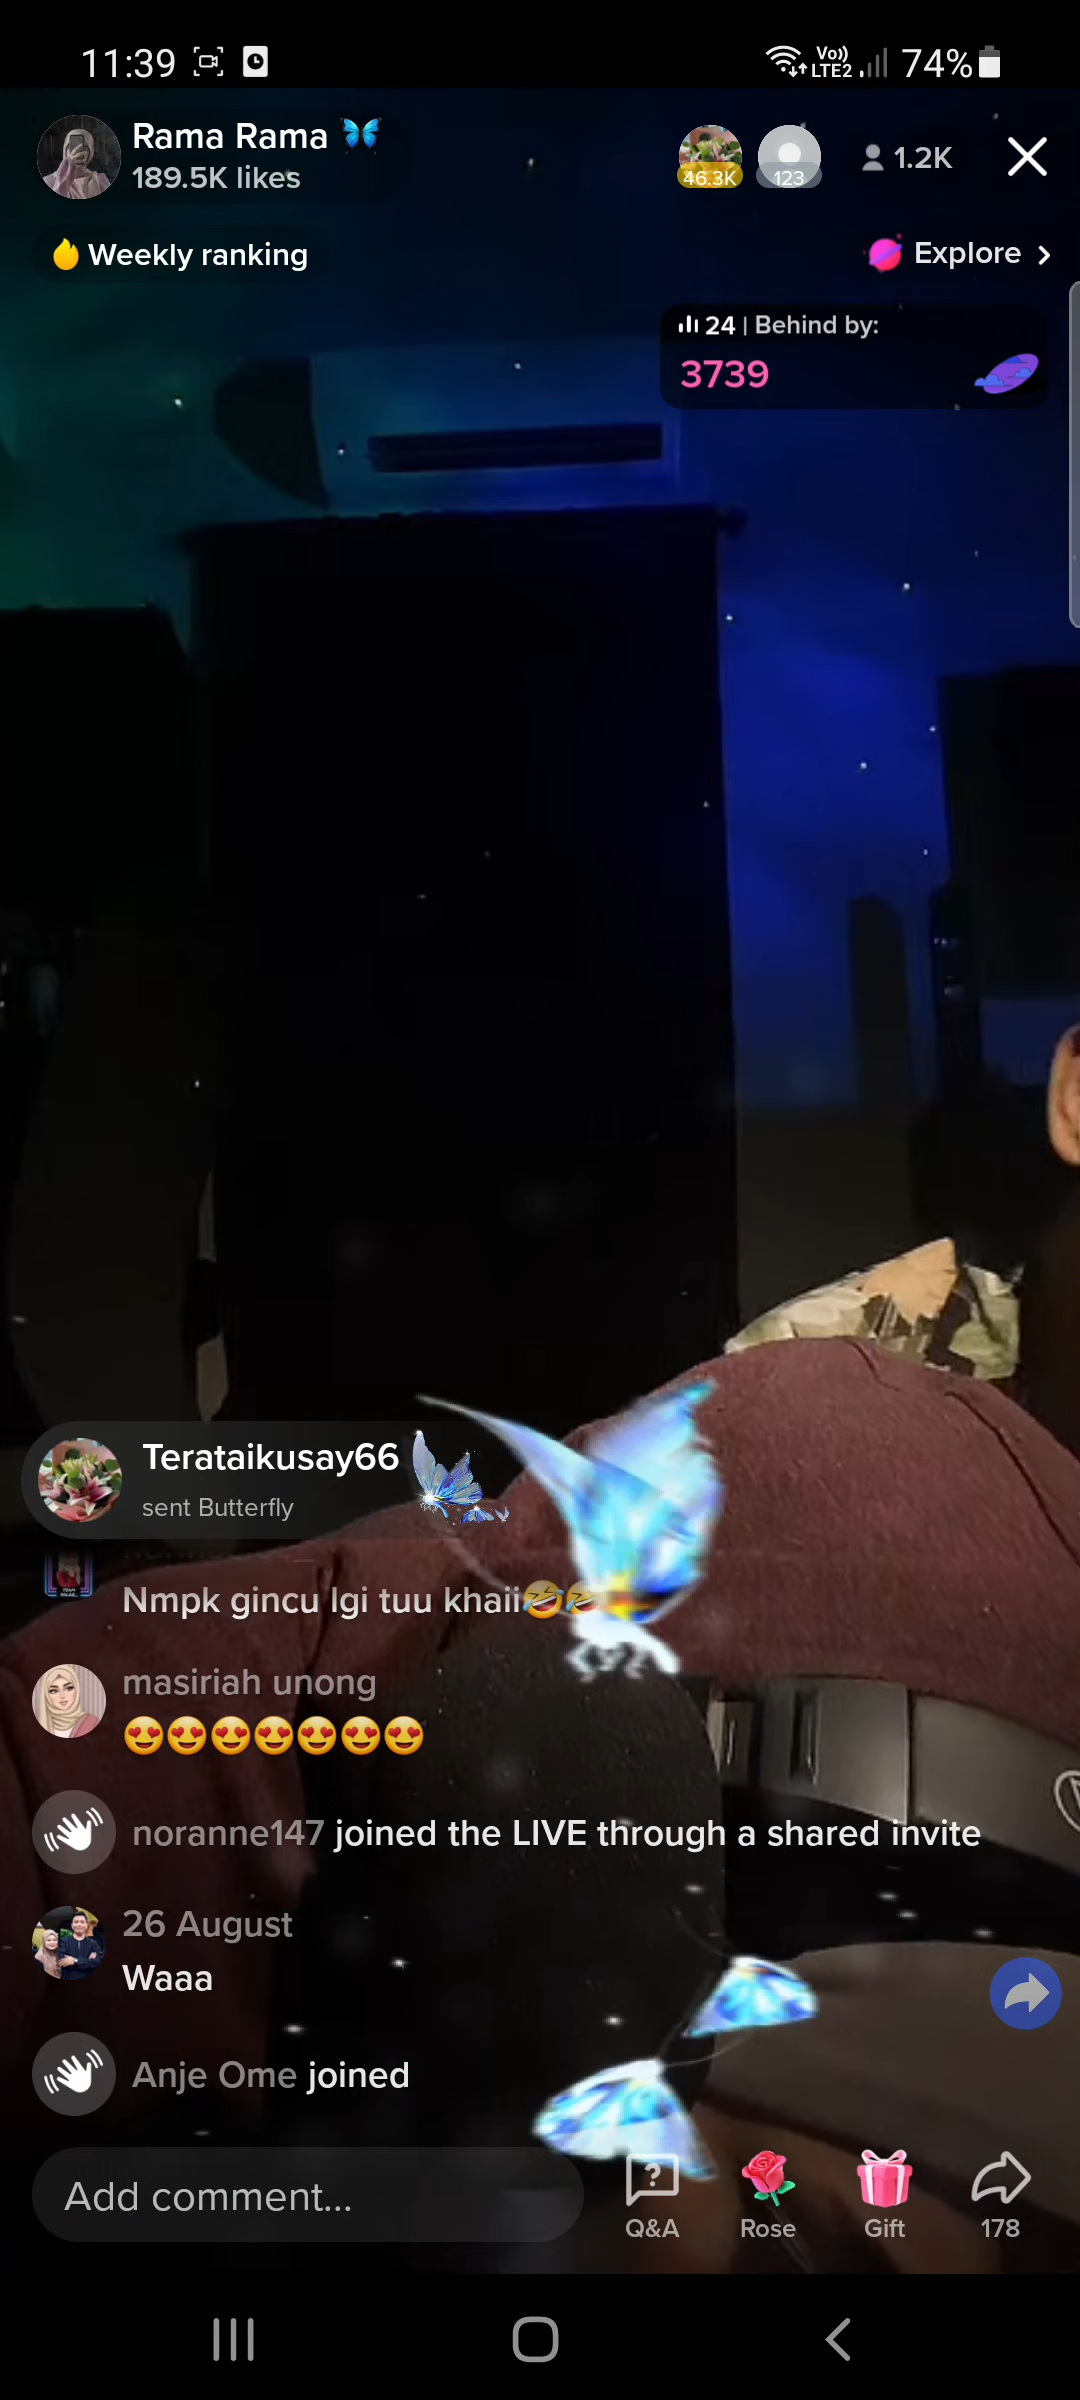 11:39
Vo)) LTE2 74%
Rama Rama 🦋
189.5K likes
46.3K
123
1.2K
Weekly ranking
Explore >
24 | Behind by:
3739
Terataikusay66
sent Butterfly
Nmpk gincu lgi tuu khaii🤣🤣
masiriah unong
😍😍😍😍😍😍😍
noranne147 joined the LIVE through a shared invite
26 August
Waaa
Anje Ome joined
Add comment...
Q&A
Rose
Gift
178